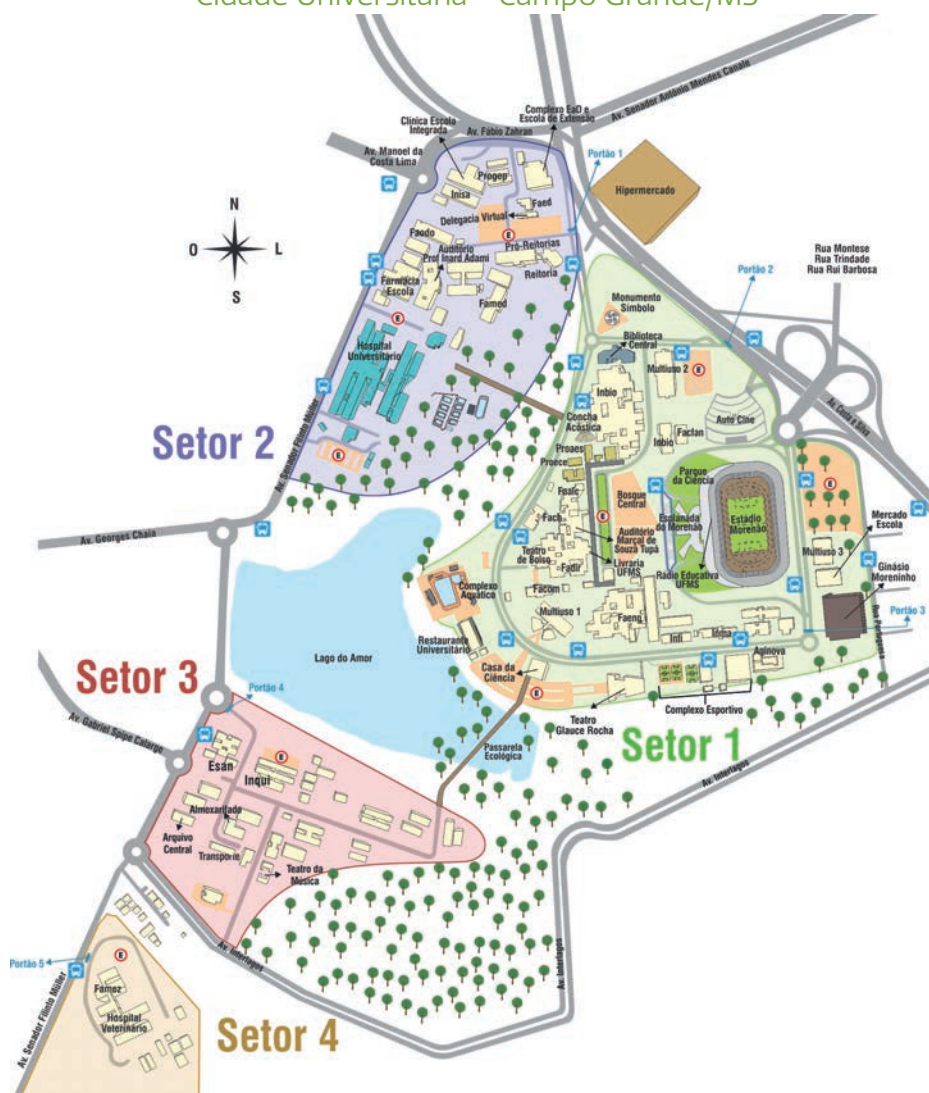 Cidade Universitária - Campo Grande/MS
Av. Senador Antônio Mendes Canale
Complexo EaD e
Escola de Extensão
Clínica Escola
Integrada
Av. Fábio Zahran
Av. Manoel da
Costa Lima
Portão 1
Progep
Inisa
Hipermercado
Faed
Delegacia Virtual
E
Faodo
Auditório
Prof Inard Adami
Pró-Reitorias
Reitoria
Farmácia
Escola
Famed
N
O
L
S
Rua Montese
Rua Trindade
Rua Rui Barbosa
Portão 2
Monumento
Símbolo
Biblioteca
Central
E
Hospital
Universitário
Multiuso 2
E
Inbio
Av. Costa e Silva
Concha
Acústica
Auto Cine
Facfan
Inbio
Setor 2
Av. Senador Filinto Müller
E
Proaes
Proece
Parque
da Ciência
E
Faalc
Bosque
Central
Mercado
Escola
Av. Georges Chaia
Fach
E
Esplanada
do Morenão
Estádio
Morenão
Auditório
Marçal de
Souza Tupã
Teatro
de Bolso
Multiuso 3
Ginásio
Moreninho
Livraria
UFMS
Rádio Educativa
UFMS
Fadir
Complexo
Aquático
Facom
Portão 3
Multiuso 1
Faeng
Restaurante
Universitário
Infi
Inma
Rua Portuguesa
Lago do Amor
Aginova
Setor 3
Casa da
Ciência
E
Complexo Esportivo
Portão 4
Teatro
Glauce Rocha
Setor 1
Av. Gabriel Spipe Calarge
Passarela
Ecológica
Av. Interlagos
Esan
E
Inqui
Almoxarifado
Arquivo
Central
Transporte
Teatro da
Música
Av. Interlagos
Av. Interlagos
Portão 5
E
Famez
Hospital
Veterinário
Av. Senador Filinto Müller
Setor 4